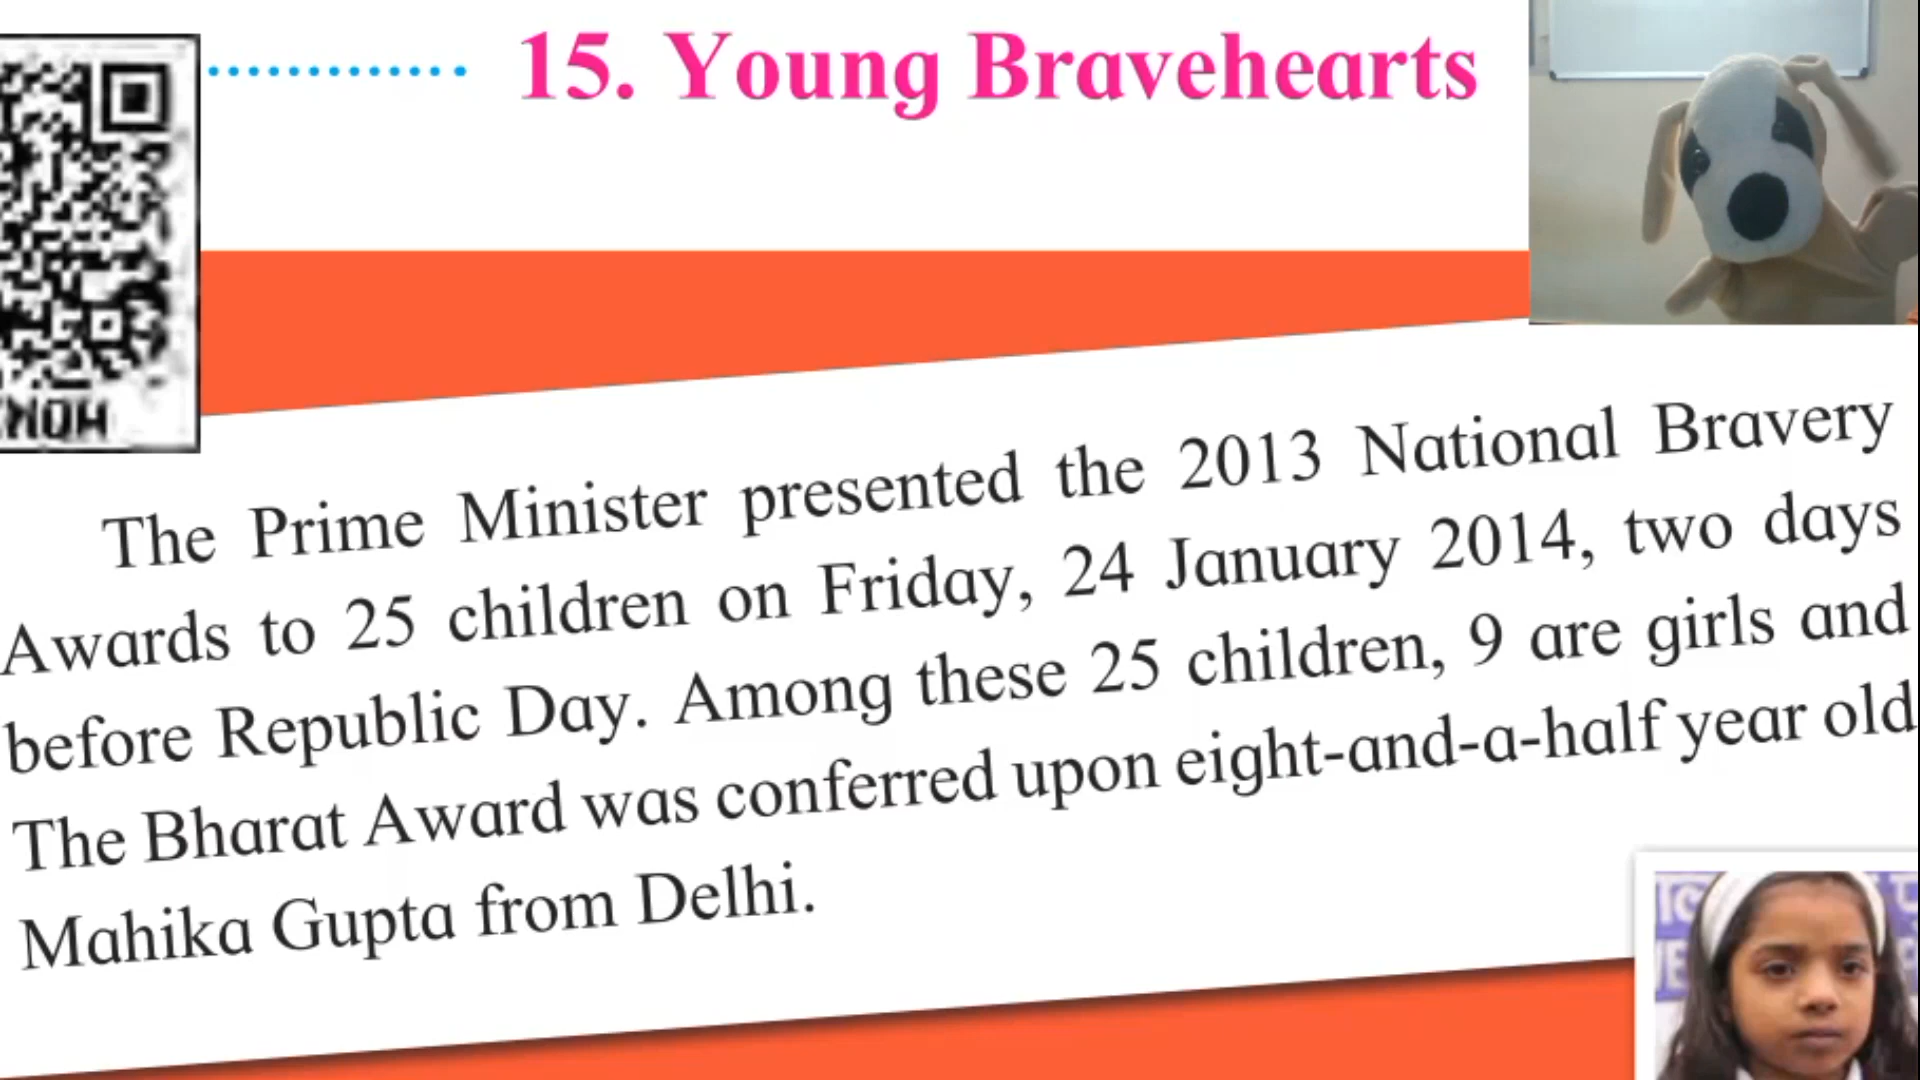 15. Young Bravehearts
The Prime Minister presented the 2013 National Bravery
Awards to 25 children on Friday, 24 January 2014, two days
before Republic Day. Among these 25 children, 9 are girls and
The Bharat Award was conferred upon eight-and-a-half year old
Mahika Gupta from Delhi.